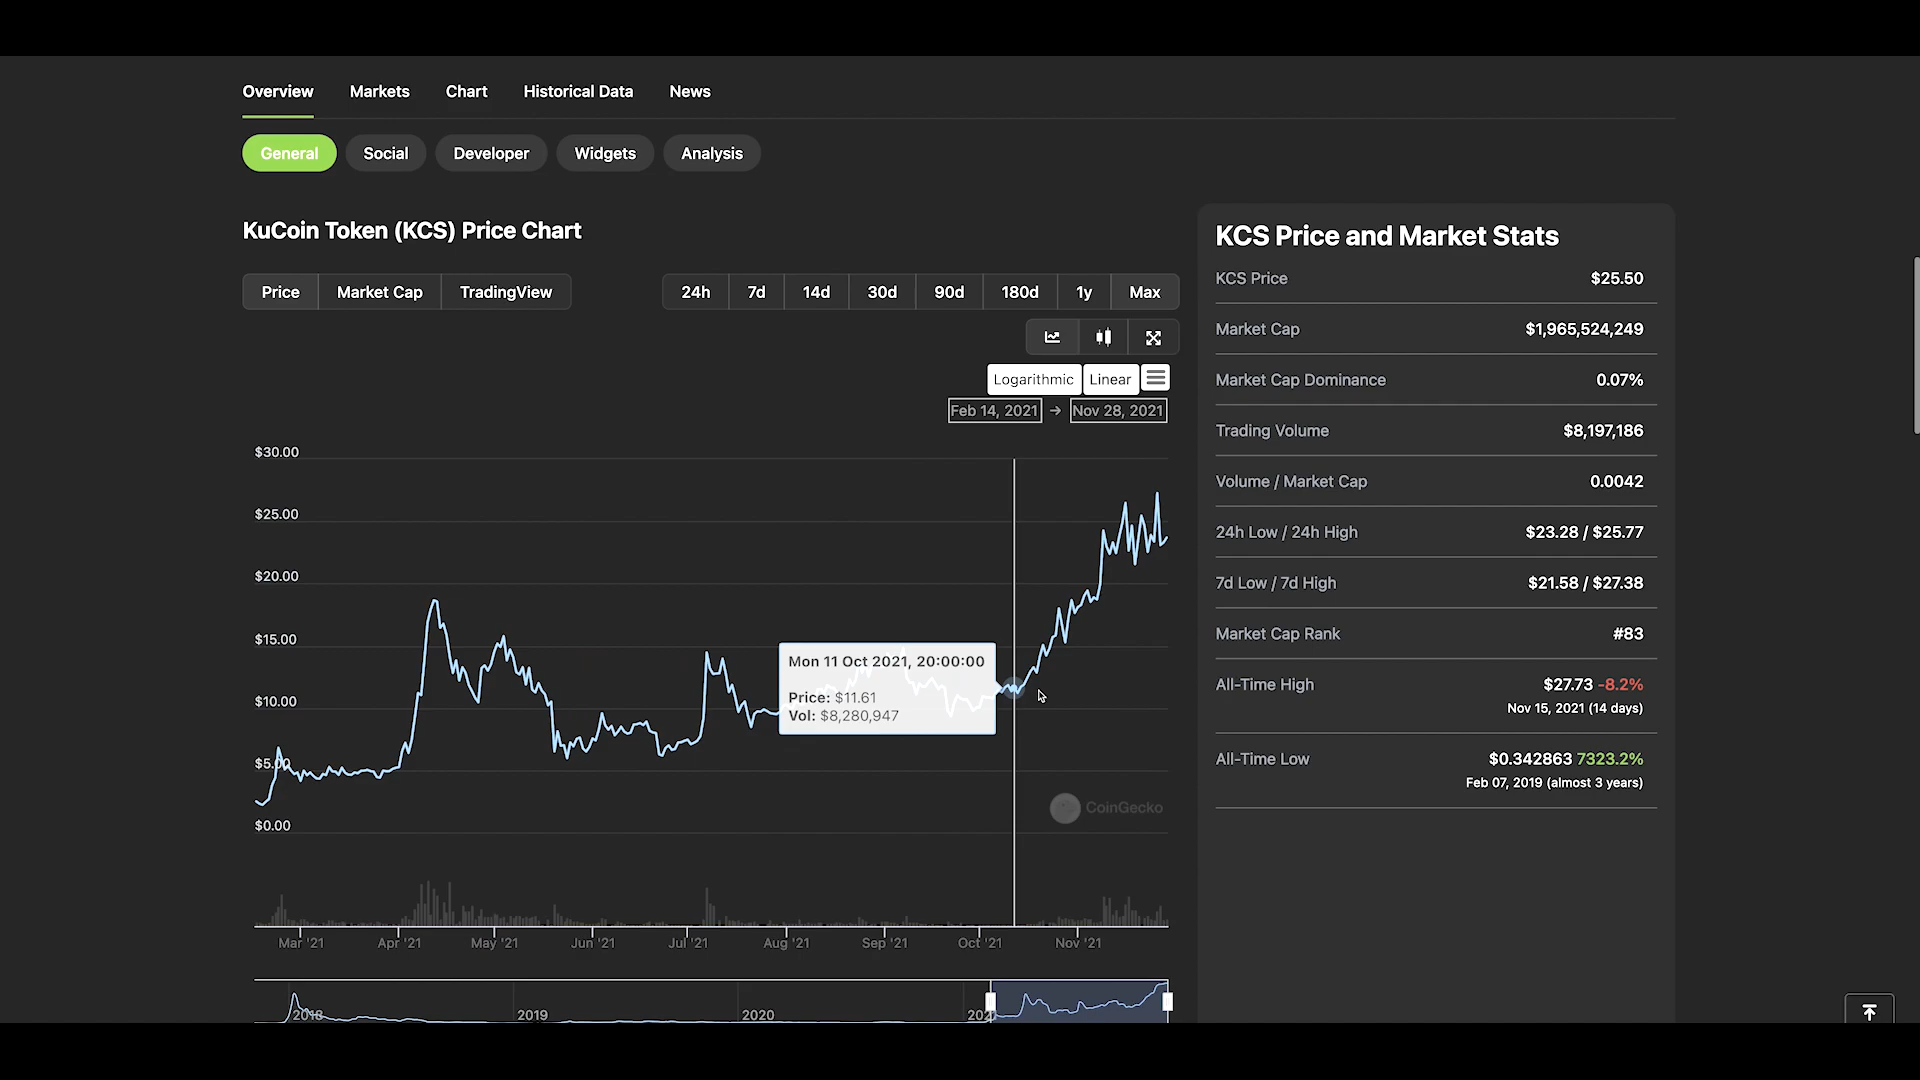 Overview Markets Chart Historical Data News
General Social Developer Widgets Analysis
KuCoin Token (KCS) Price Chart
Price Market Cap TradingView
24h 7d 14d 30d 90d 180d 1y Max
Logarithmic Linear
Feb 14, 2021 → Nov 28, 2021
$30.00
$25.00
$20.00
$15.00
$10.00
$5.00
$0.00
Mon 11 Oct 2021, 20:00:00
Price: $11.61
Vol: $8,280,947
CoinGecko
Mar '21 Apr '21 May '21 Jun '21 Jul '21 Aug '21 Sep '21 Oct '21 Nov '21
2018 2019 2020
KCS Price and Market Stats
KCS Price $25.50
Market Cap $1,965,524,249
Market Cap Dominance 0.07%
Trading Volume $8,197,186
Volume / Market Cap 0.0042
24h Low / 24h High $23.28 / $25.77
7d Low / 7d High $21.58 / $27.38
Market Cap Rank #83
All-Time High $27.73 -8.2%
Nov 15, 2021 (14 days)
All-Time Low $0.342863 7323.2%
Feb 07, 2019 (almost 3 years)